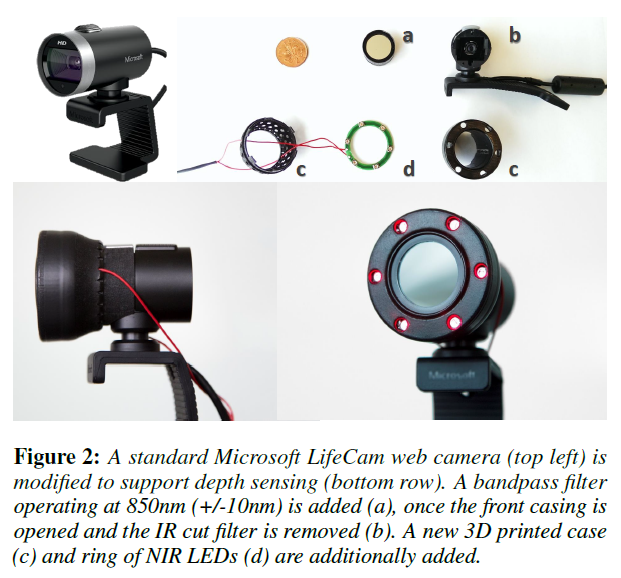 HD
Microsoft
a
b
c
d
c
Microsoft
Figure 2: A standard Microsoft LifeCam web camera (top left) is
modified to support depth sensing (bottom row). A bandpass filter
operating at 850nm (+/-10nm) is added (a), once the front casing is
opened and the IR cut filter is removed (b). A new 3D printed case
(c) and ring of NIR LEDs (d) are additionally added.